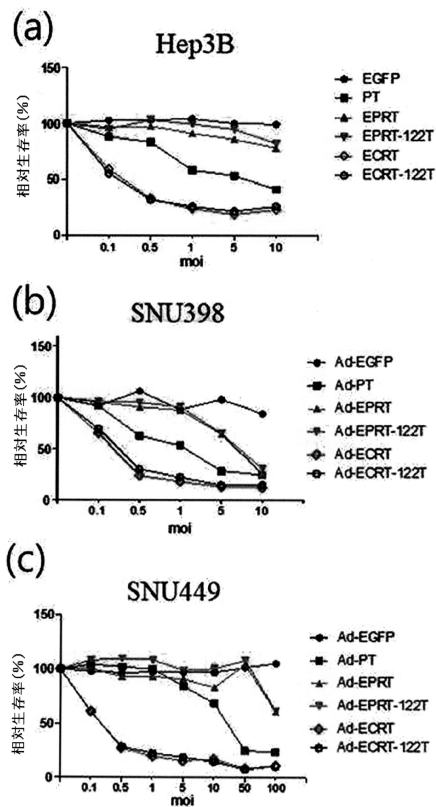 (a)
Hep3B
相对生存率(%)
150
100
50
0
0.1 0.5 1 5 10
moi
EGFP
PT
EPRT
EPRT-122T
ECRT
ECRT-122T
(b)
SNU398
相对生存率(%)
150
100
50
0
0.1 0.5 1 5 10
moi
Ad-EGFP
Ad-PT
Ad-EPRT
Ad-EPRT-122T
Ad-ECRT
Ad-ECRT-122T
(c)
SNU449
相对生存率(%)
150
100
50
0
0.1 0.5 1 5 10 50 100
moi
Ad-EGFP
Ad-PT
Ad-EPRT
Ad-EPRT-122T
Ad-ECRT
Ad-ECRT-122T